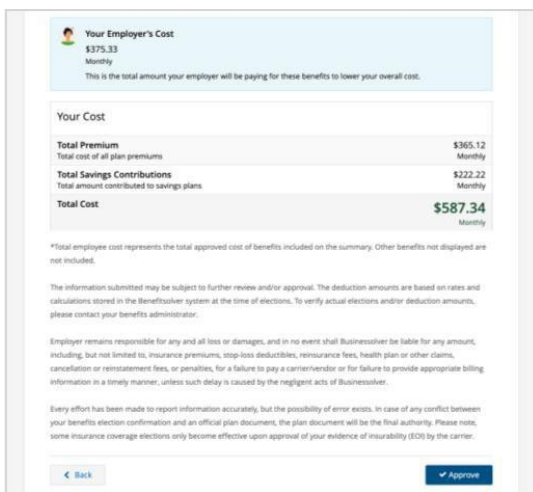 Your Employer's Cost
$375.33
Monthly
This is the total amount your employer will be paying for these benefits to lower your overall cost.
Your Cost
Total Premium $365.12
Total cost of all plan premiums Monthly
Total Savings Contributions $222.22
Total amount contributed to savings plans Monthly
Total Cost $587.34
Monthly
*Total employee cost represents the total approved cost of benefits included on the summary. Other benefits not displayed are
not included.
The information submitted may be subject to further review and/or approval. The deduction amounts are based on rates and
calculations stored in the Benefitsolver system at the time of elections. To verify actual elections and/or deduction amounts,
please contact your benefits administrator.
Employer remains responsible for any and all loss or damages, and in no event shall Businessolver be liable for any amount,
including, but not limited to, insurance premiums, stop-loss deductibles, reinsurance fees, health plan or other claims,
cancellation or reinstatement fees, or penalties, for a failure to pay a carrier/vendor or for failure to provide appropriate billing
information in a timely manner, unless such delay is caused by the negligent acts of Businessolver.
Every effort has been made to report information accurately, but the possibility of error exists. In case of any conflict between
your benefits election confirmation and an official plan document, the plan document will be the final authority. Please note,
some insurance coverage elections only become effective upon approval of your evidence of insurability (EOI) by the carrier.
Back
Approve